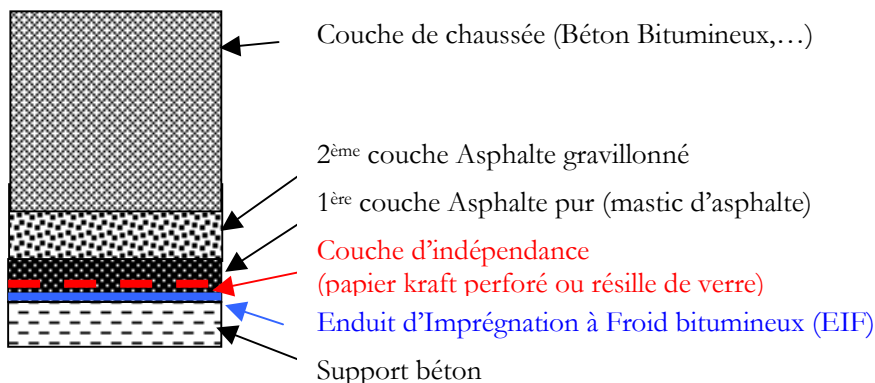 Couche de chaussée (Béton Bitumineux,…)
2ème couche Asphalte gravillonné
1ère couche Asphalte pur (mastic d’asphalte)
Couche d’indépendance
(papier kraft perforé ou résille de verre)
Enduit d’Imprégnation à Froid bitumineux (EIF)
Support béton